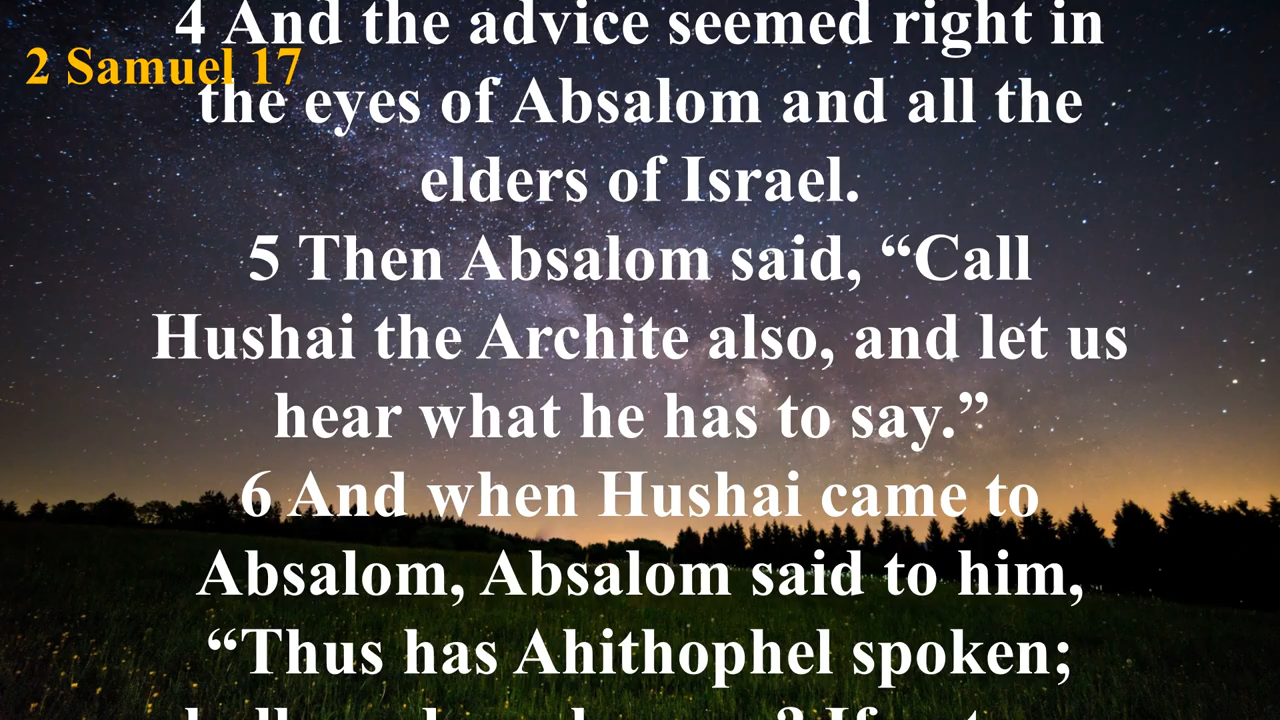 4 And the advice seemed right in
2 Samuel 17
the eyes of Absalom and all the
elders of Israel.
5 Then Absalom said, “Call
Hushai the Archite also, and let us
hear what he has to say.”
6 And when Hushai came to
Absalom, Absalom said to him,
“Thus has Ahithophel spoken;